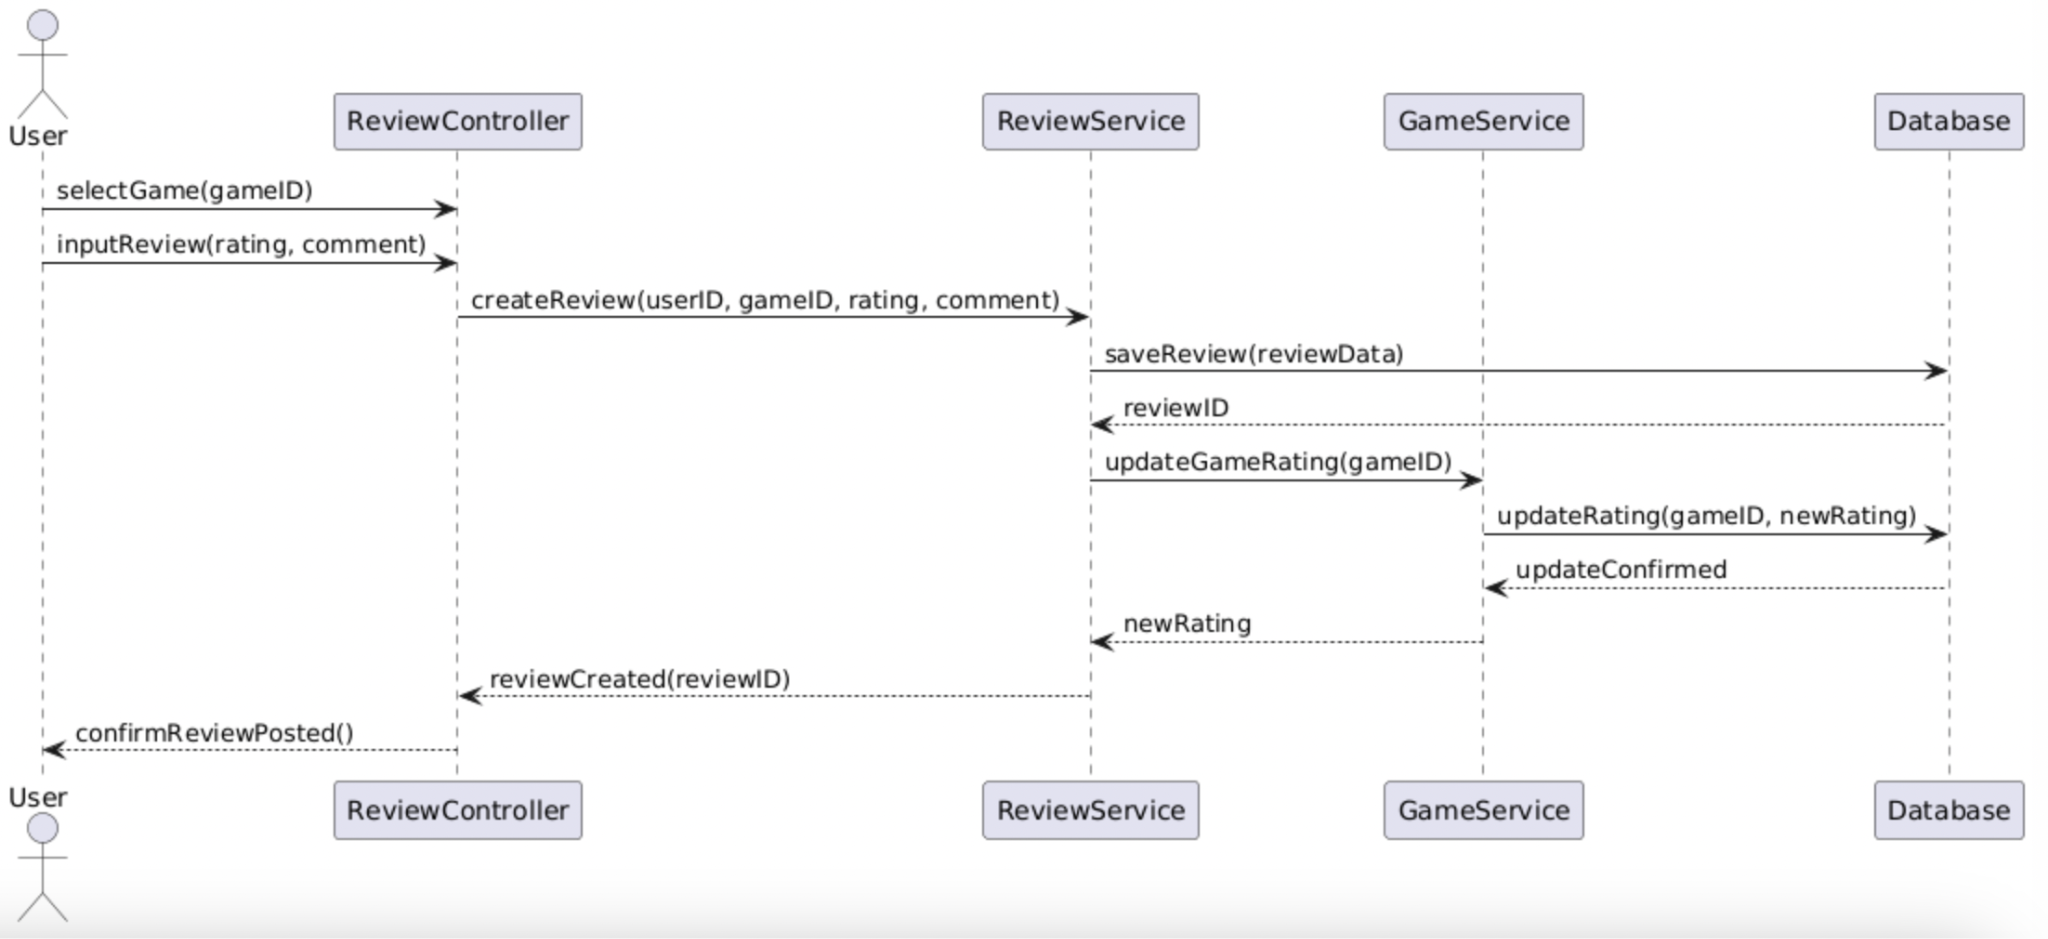 User
ReviewController
ReviewService
GameService
Database
selectGame(gameID)
inputReview(rating, comment)
createReview(userID, gameID, rating, comment)
saveReview(reviewData)
reviewID
updateGameRating(gameID)
updateRating(gameID, newRating)
updateConfirmed
newRating
reviewCreated(reviewID)
confirmReviewPosted()
User
ReviewController
ReviewService
GameService
Database